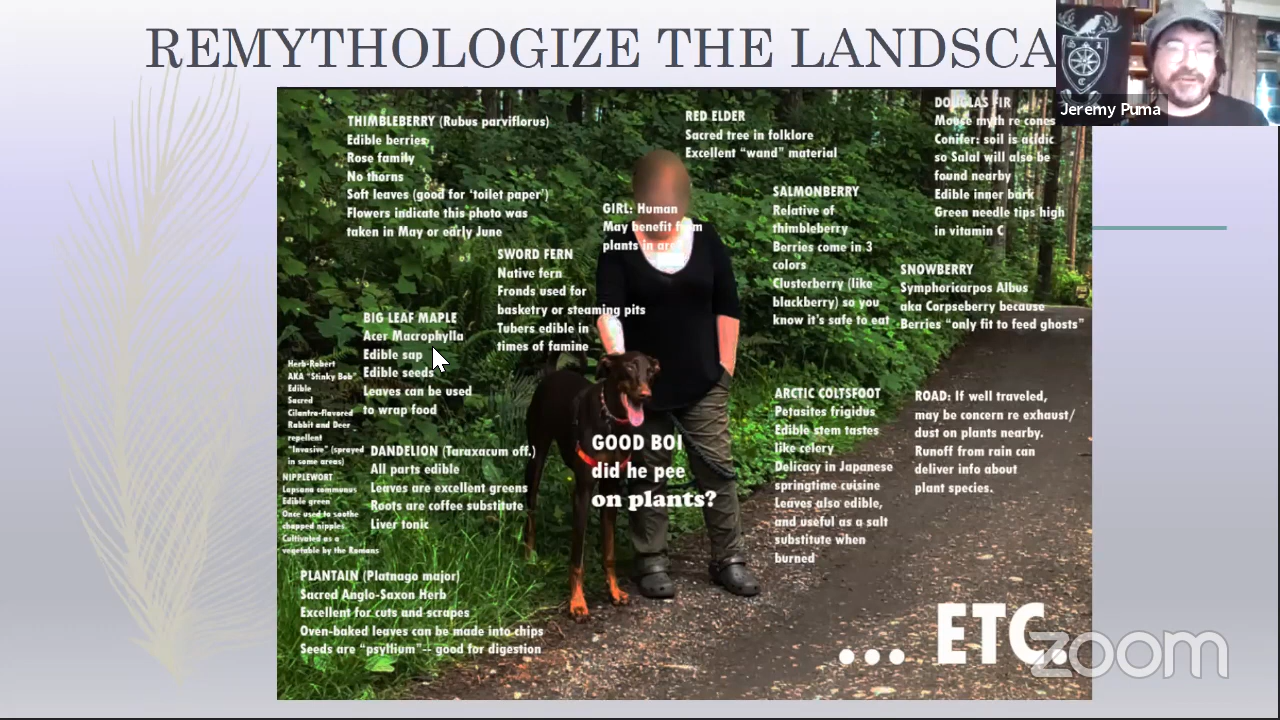 REMYTHOLOGIZE THE LANDSCA
Jeremy Puma
THIMBLEBERRY (Rubus parviflorus)
Edible berries
Rose family
No thorns
Soft leaves (good for ‘toilet paper’)
Flowers indicate this photo was
taken in May or early June
RED ELDER
Sacred tree in folklore
Excellent “wand” material
DOUGLAS FIR
Mouse myth re cones
Conifer: soil is acidic
so Salal will also be
found nearby
Edible inner bark
Green needle tips high
in vitamin C
GIRL: Human
May benefit from
plants in area?
SALMONBERRY
Relative of
thimbleberry
Berries come in 3
colors
Clusterberry (like
blackberry) so you
know it's safe to eat
SWORD FERN
Native fern
Fronds used for
basketry or steaming pits
Tubers edible in
times of famine
SNOWBERRY
Symphoricarpos Albus
aka Corpseberry because
Berries “only fit to feed ghosts”
BIG LEAF MAPLE
Acer Macrophylla
Edible sap
Edible seeds
Leaves can be used
to wrap food
Herb-Robert
AKA “Stinky Bob”
Edible
Sacred
Cilantro-flavored
Rabbit and Deer
repellent
“Invasive” (sprayed
in some areas)
NIPPLEWORT
Lapsana communus
Edible green
Once used to soothe
chapped nipples.
Cultivated as a
vegetable by the Romans
DANDELION (Taraxacum off.)
All parts edible
Leaves are excellent greens
Roots are coffee substitute
Liver tonic
GOOD BOI
did he pee
on plants?
ARCTIC COLTSFOOT
Petasites frigidus
Edible stem tastes
like celery
Delicacy in Japanese
springtime cuisine
Leaves also edible,
and useful as a salt
substitute when
burned
ROAD: If well traveled,
may be concern re exhaust/
dust on plants nearby.
Runoff from rain can
deliver info about
plant species.
PLANTAIN (Platnago major)
Sacred Anglo-Saxon Herb
Excellent for cuts and scrapes
Oven-baked leaves can be made into chips
Seeds are “psyllium”-- good for digestion
... ETC.
zoom